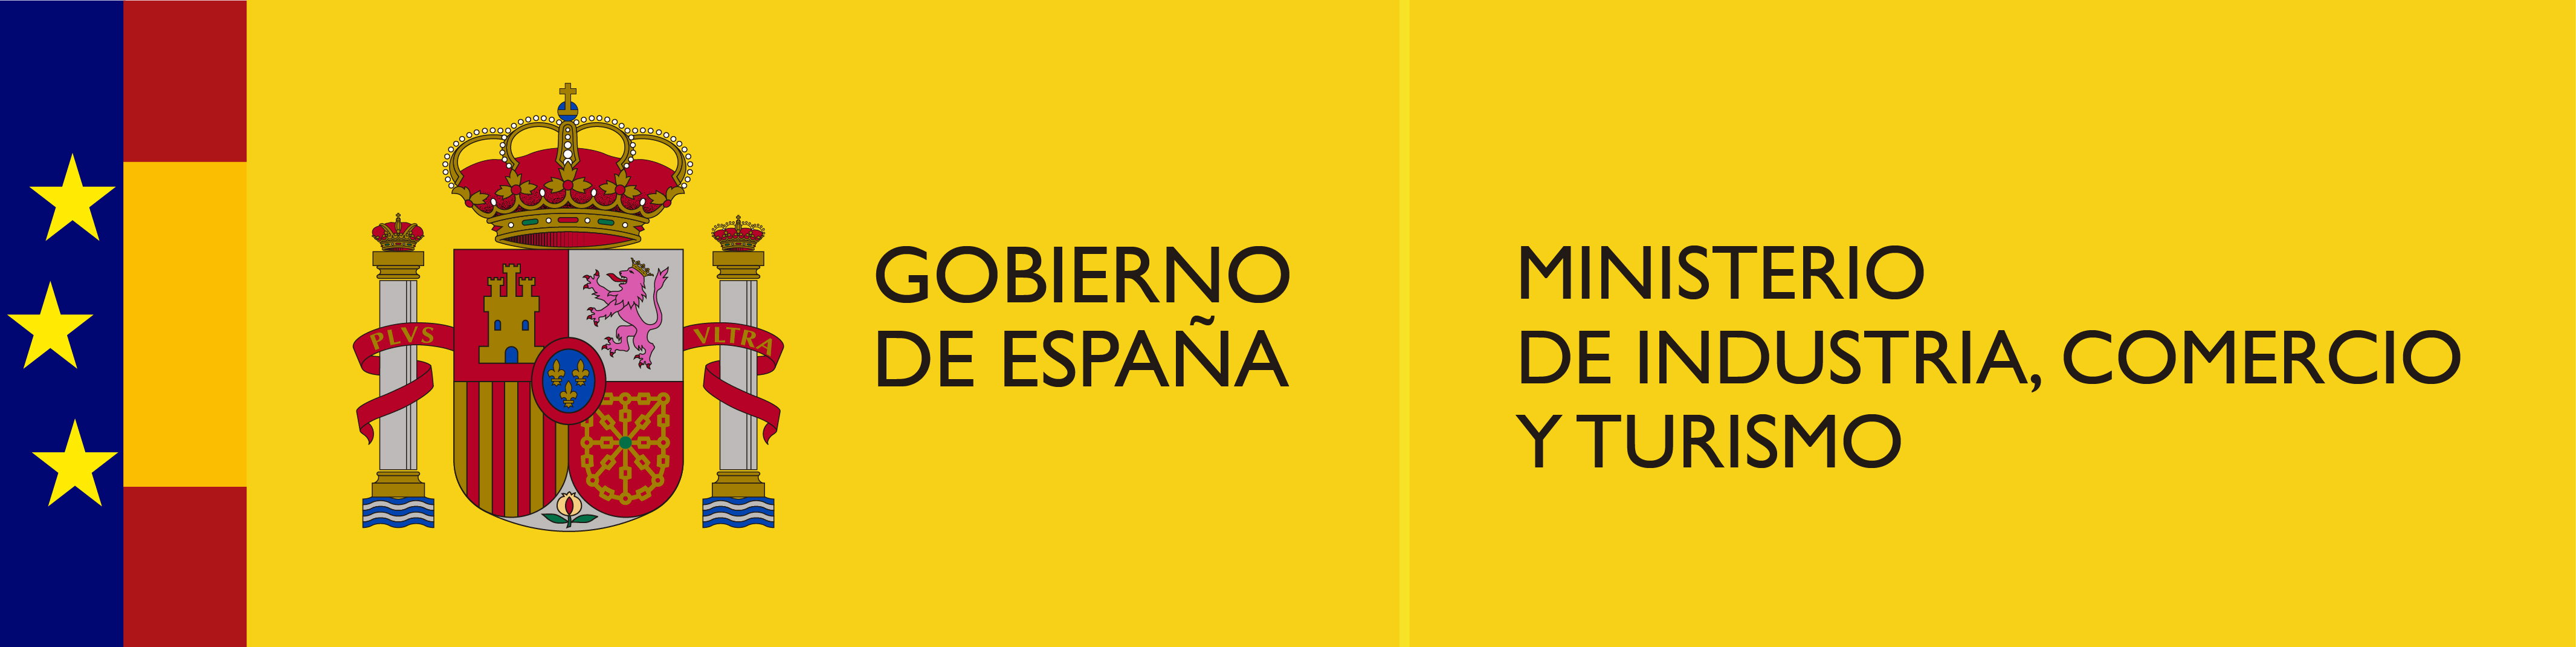 PLVS
VLTRA
GOBIERNO
DE ESPAÑA
MINISTERIO
DE INDUSTRIA, COMERCIO
Y TURISMO